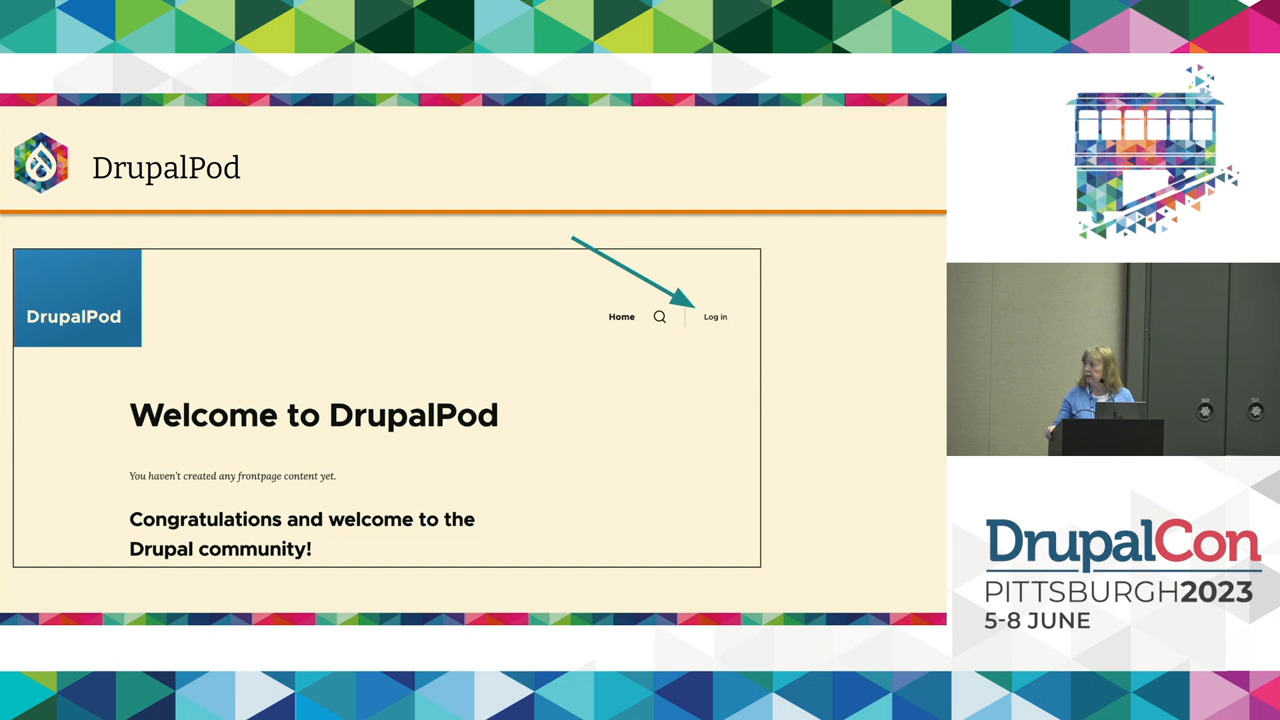 DrupalPod
DrupalPod
Home
Log in
Welcome to DrupalPod
You haven't created any frontpage content yet.
Congratulations and welcome to the
Drupal community!
DrupalCon
PITTSBURGH2023
5-8 JUNE